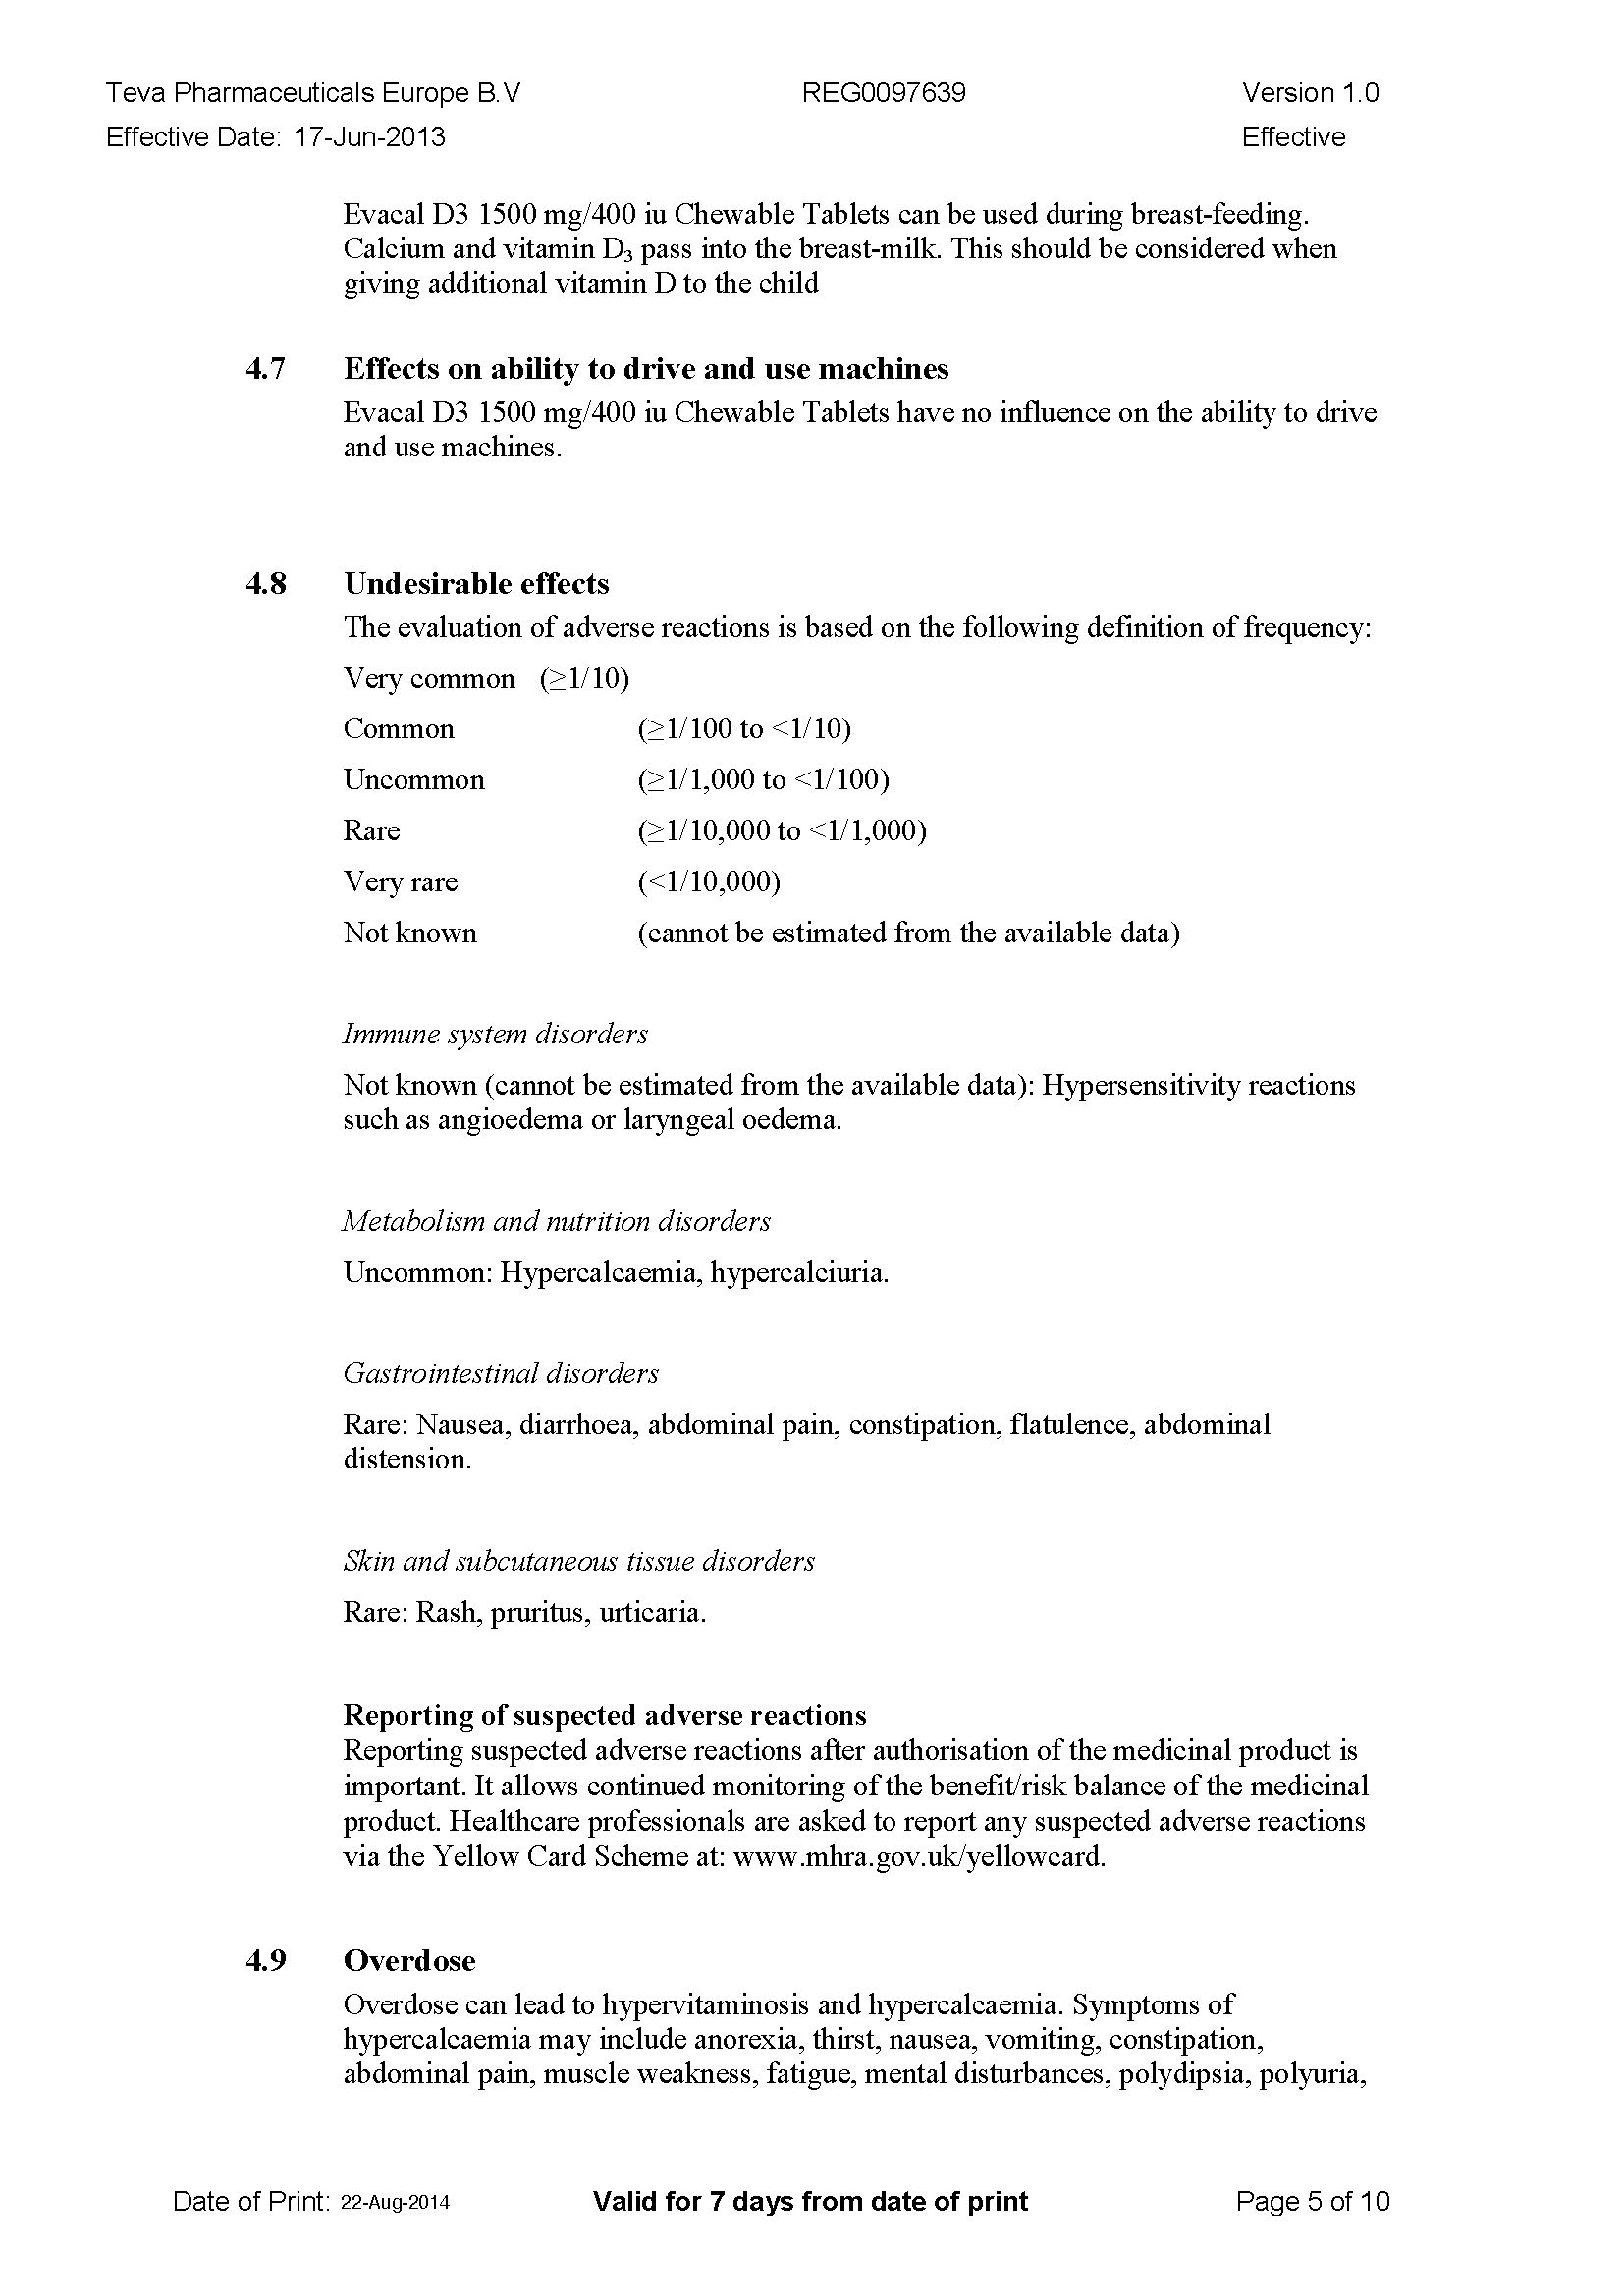 Teva Pharmaceuticals Europe B.V REG0097639 Version 1.0
Effective Date: 17-Jun-2013 Effective
Evacal D3 1500 mg/400 iu Chewable Tablets can be used during breast-feeding.
Calcium and vitamin D3 pass into the breast-milk. This should be considered when
giving additional vitamin D to the child
4.7 Effects on ability to drive and use machines
Evacal D3 1500 mg/400 iu Chewable Tablets have no influence on the ability to drive
and use machines.
4.8 Undesirable effects
The evaluation of adverse reactions is based on the following definition of frequency:
Very common (≥1/10)
Common (≥1/100 to <1/10)
Uncommon (≥1/1,000 to <1/100)
Rare (≥1/10,000 to <1/1,000)
Very rare (<1/10,000)
Not known (cannot be estimated from the available data)
Immune system disorders
Not known (cannot be estimated from the available data): Hypersensitivity reactions
such as angioedema or laryngeal oedema.
Metabolism and nutrition disorders
Uncommon: Hypercalcaemia, hypercalciuria.
Gastrointestinal disorders
Rare: Nausea, diarrhoea, abdominal pain, constipation, flatulence, abdominal
distension.
Skin and subcutaneous tissue disorders
Rare: Rash, pruritus, urticaria.
Reporting of suspected adverse reactions
Reporting suspected adverse reactions after authorisation of the medicinal product is
important. It allows continued monitoring of the benefit/risk balance of the medicinal
product. Healthcare professionals are asked to report any suspected adverse reactions
via the Yellow Card Scheme at: www.mhra.gov.uk/yellowcard.
4.9 Overdose
Overdose can lead to hypervitaminosis and hypercalcaemia. Symptoms of
hypercalcaemia may include anorexia, thirst, nausea, vomiting, constipation,
abdominal pain, muscle weakness, fatigue, mental disturbances, polydipsia, polyuria,
Date of Print: 22-Aug-2014 Valid for 7 days from date of print Page 5 of 10